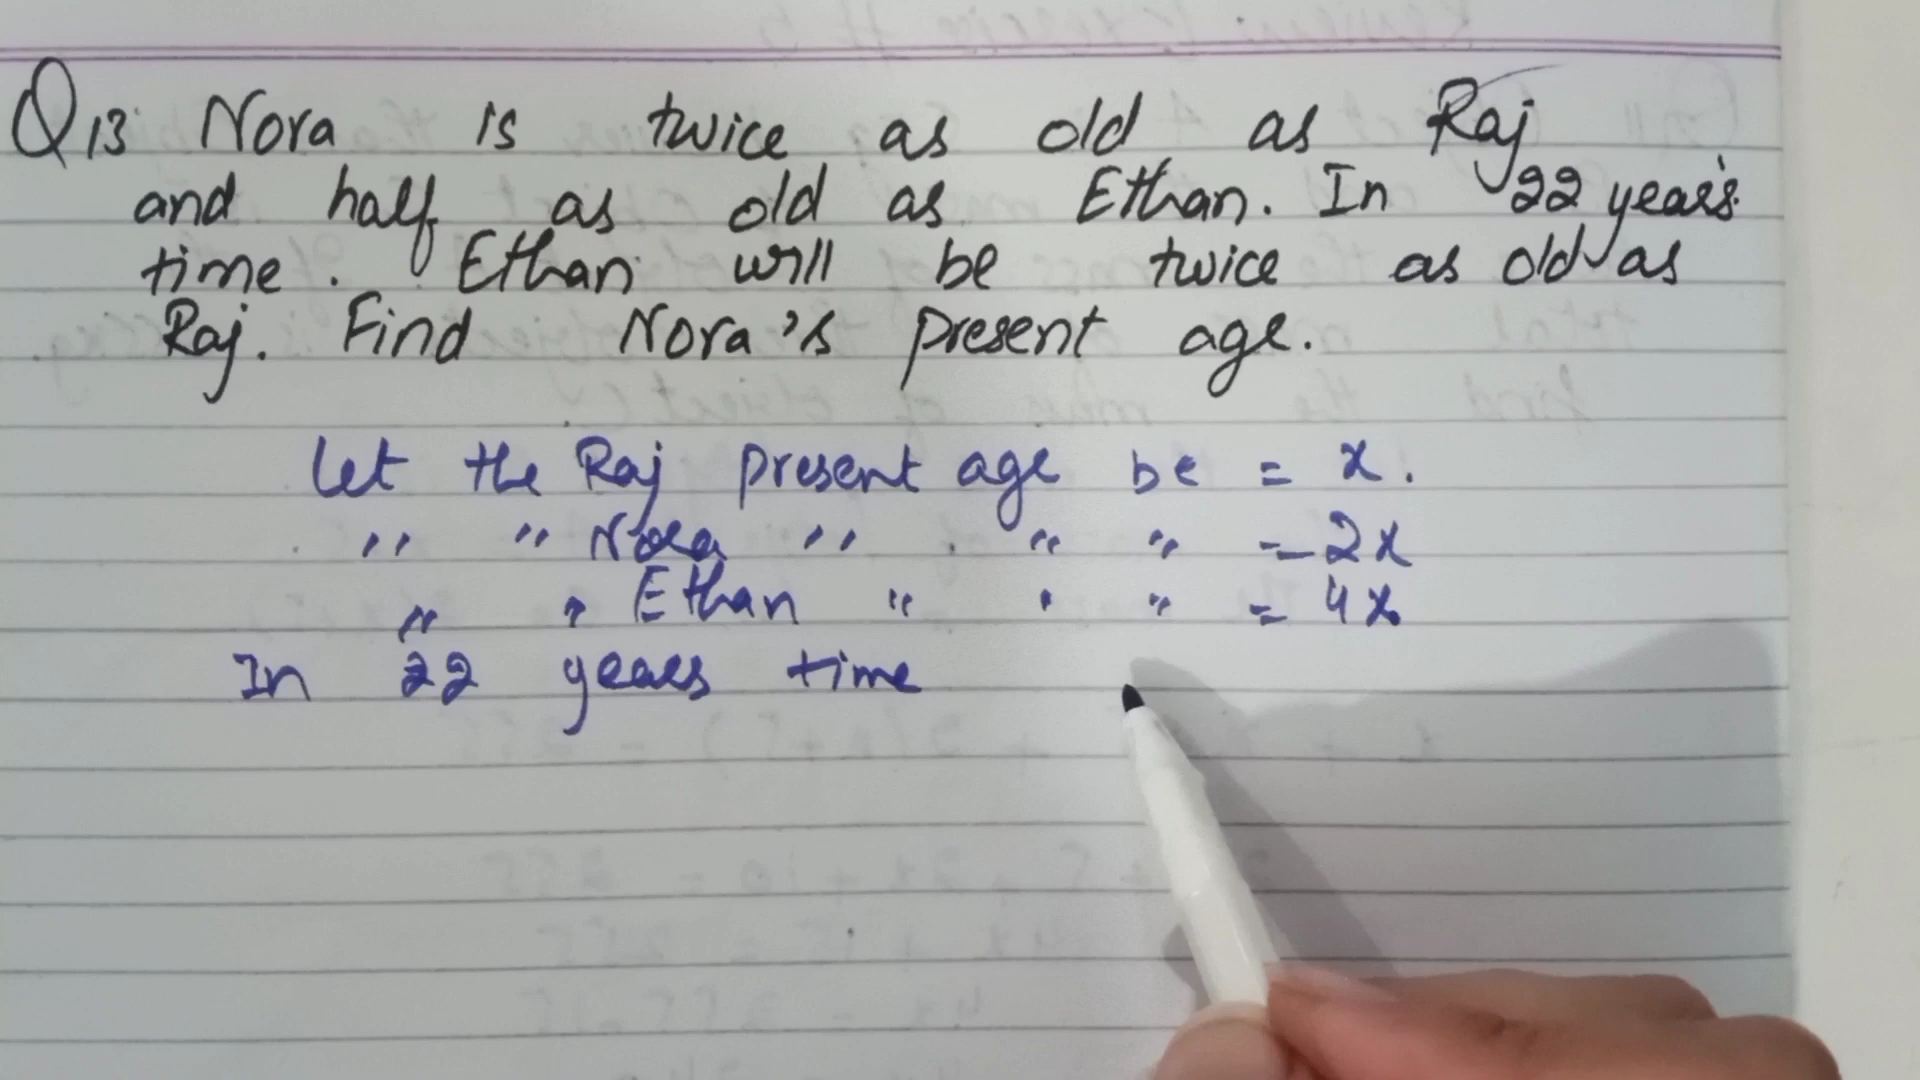 Q13 Nora is twice as old as Raj
and half as old as Ethan. In 22 years
time. Ethan will be twice as old as
Raj. Find Nora's present age.
Let the Raj present age be = x.
" " Nora " " " = 2x
" " Ethan " " " = 4x
In 22 years time